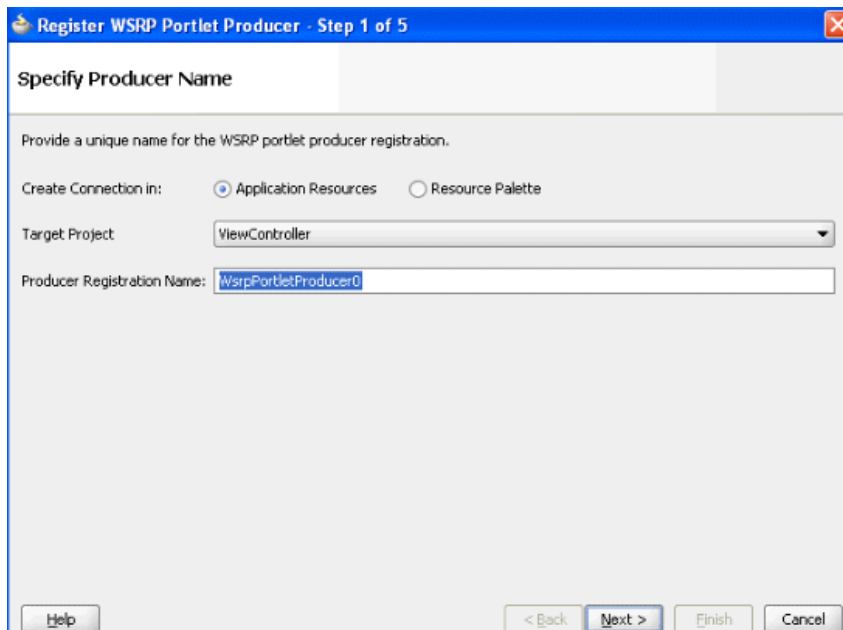 Register WSRP Portlet Producer - Step 1 of 5
Specify Producer Name
Provide a unique name for the WSRP portlet producer registration.
Create Connection in: Application Resources Resource Palette
Target Project ViewController
Producer Registration Name: WsrpPortletProducer0
Help < Back Next > Finish Cancel